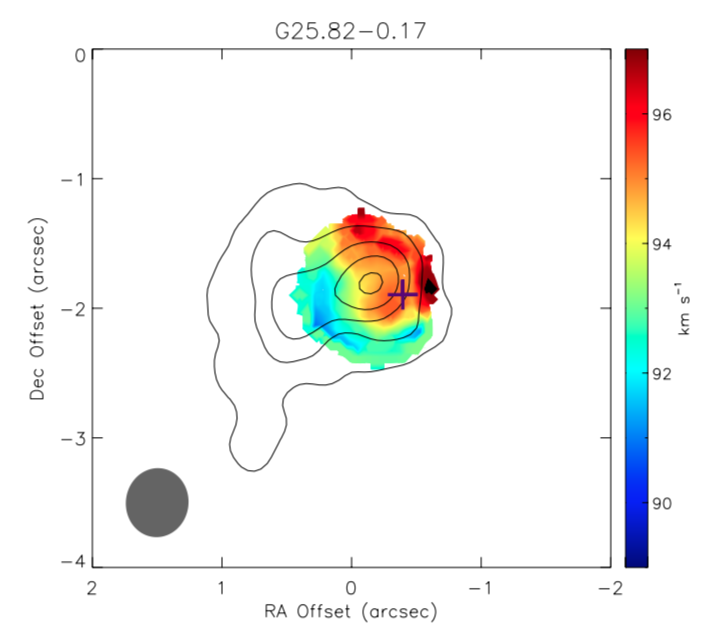 G25.82−0.17
0
−1
−2
−3
−4
Dec Offset (arcsec)
2 1 0 −1 −2
RA Offset (arcsec)
96
94
92
90
km s⁻¹